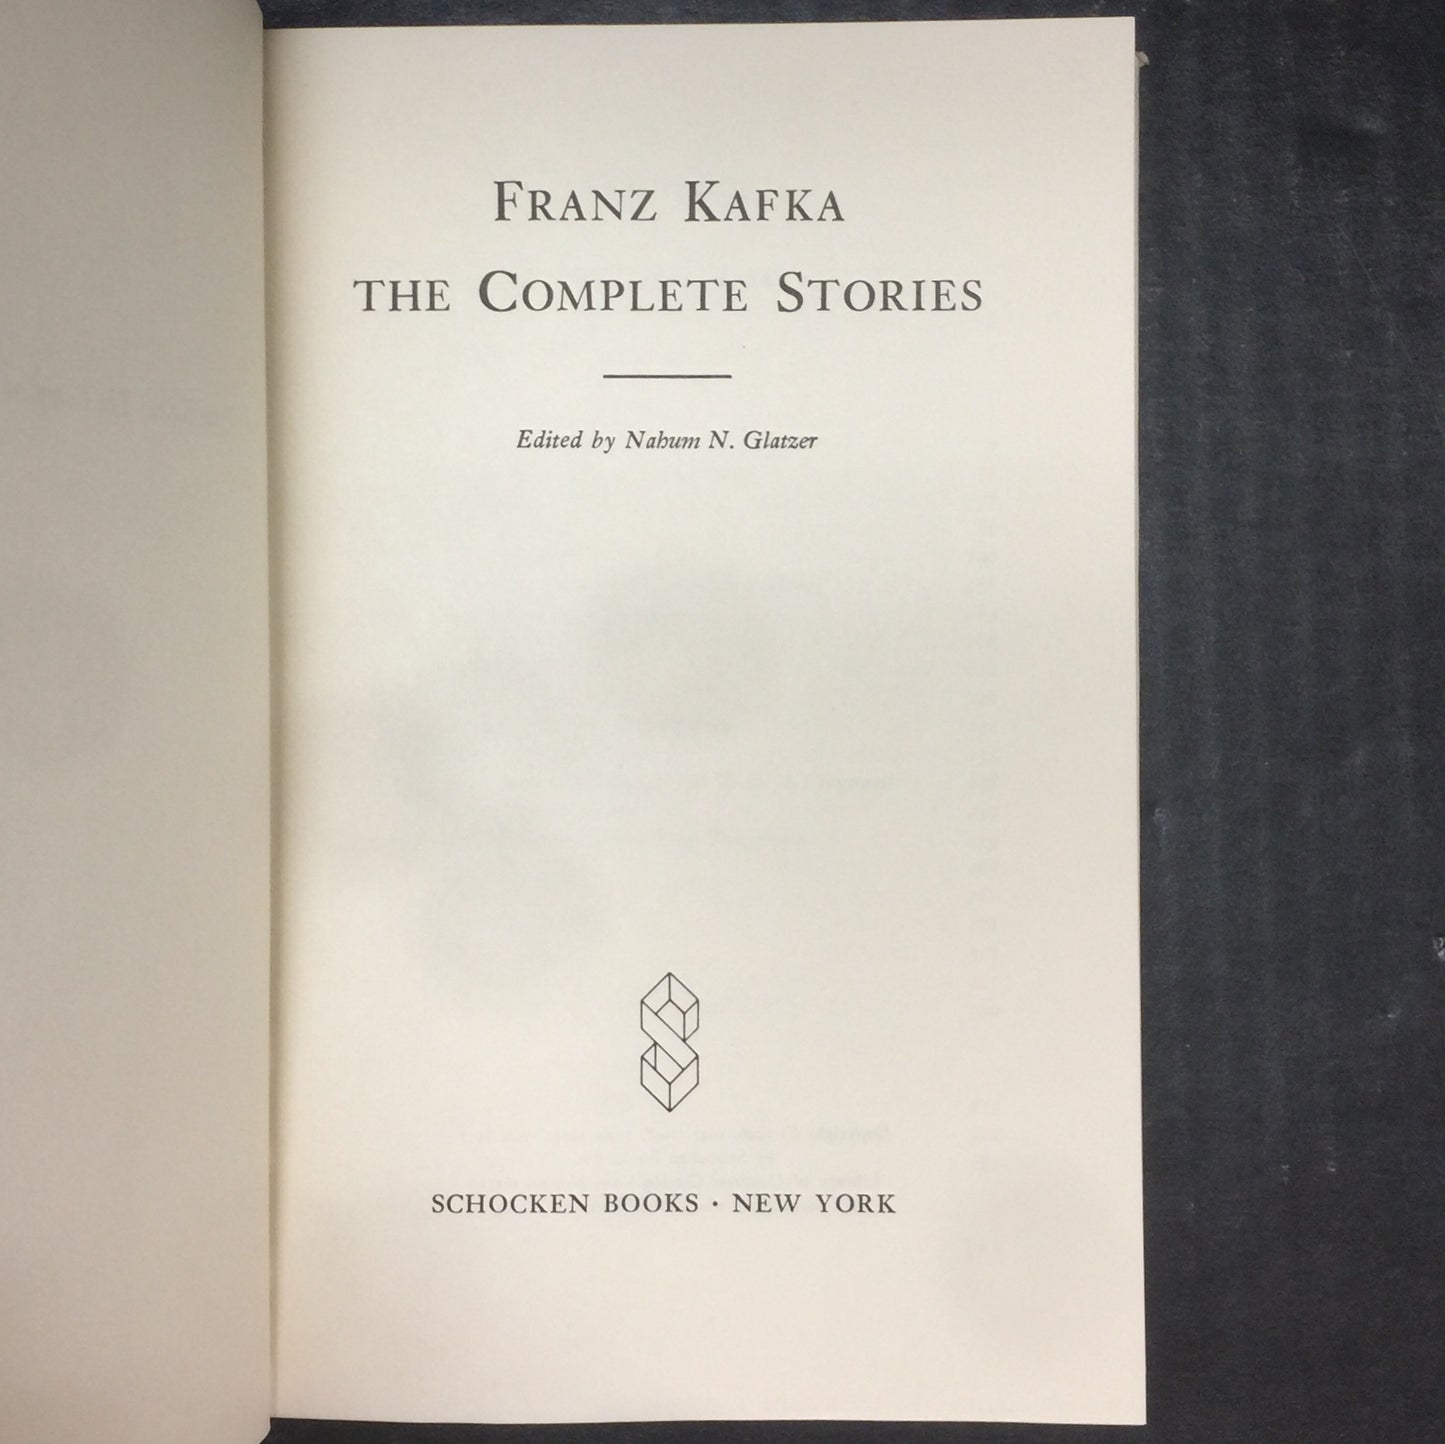 FRANZ KAFKA
THE COMPLETE STORIES
Edited by Nahum N. Glatzer
SCHOCKEN BOOKS · NEW YORK